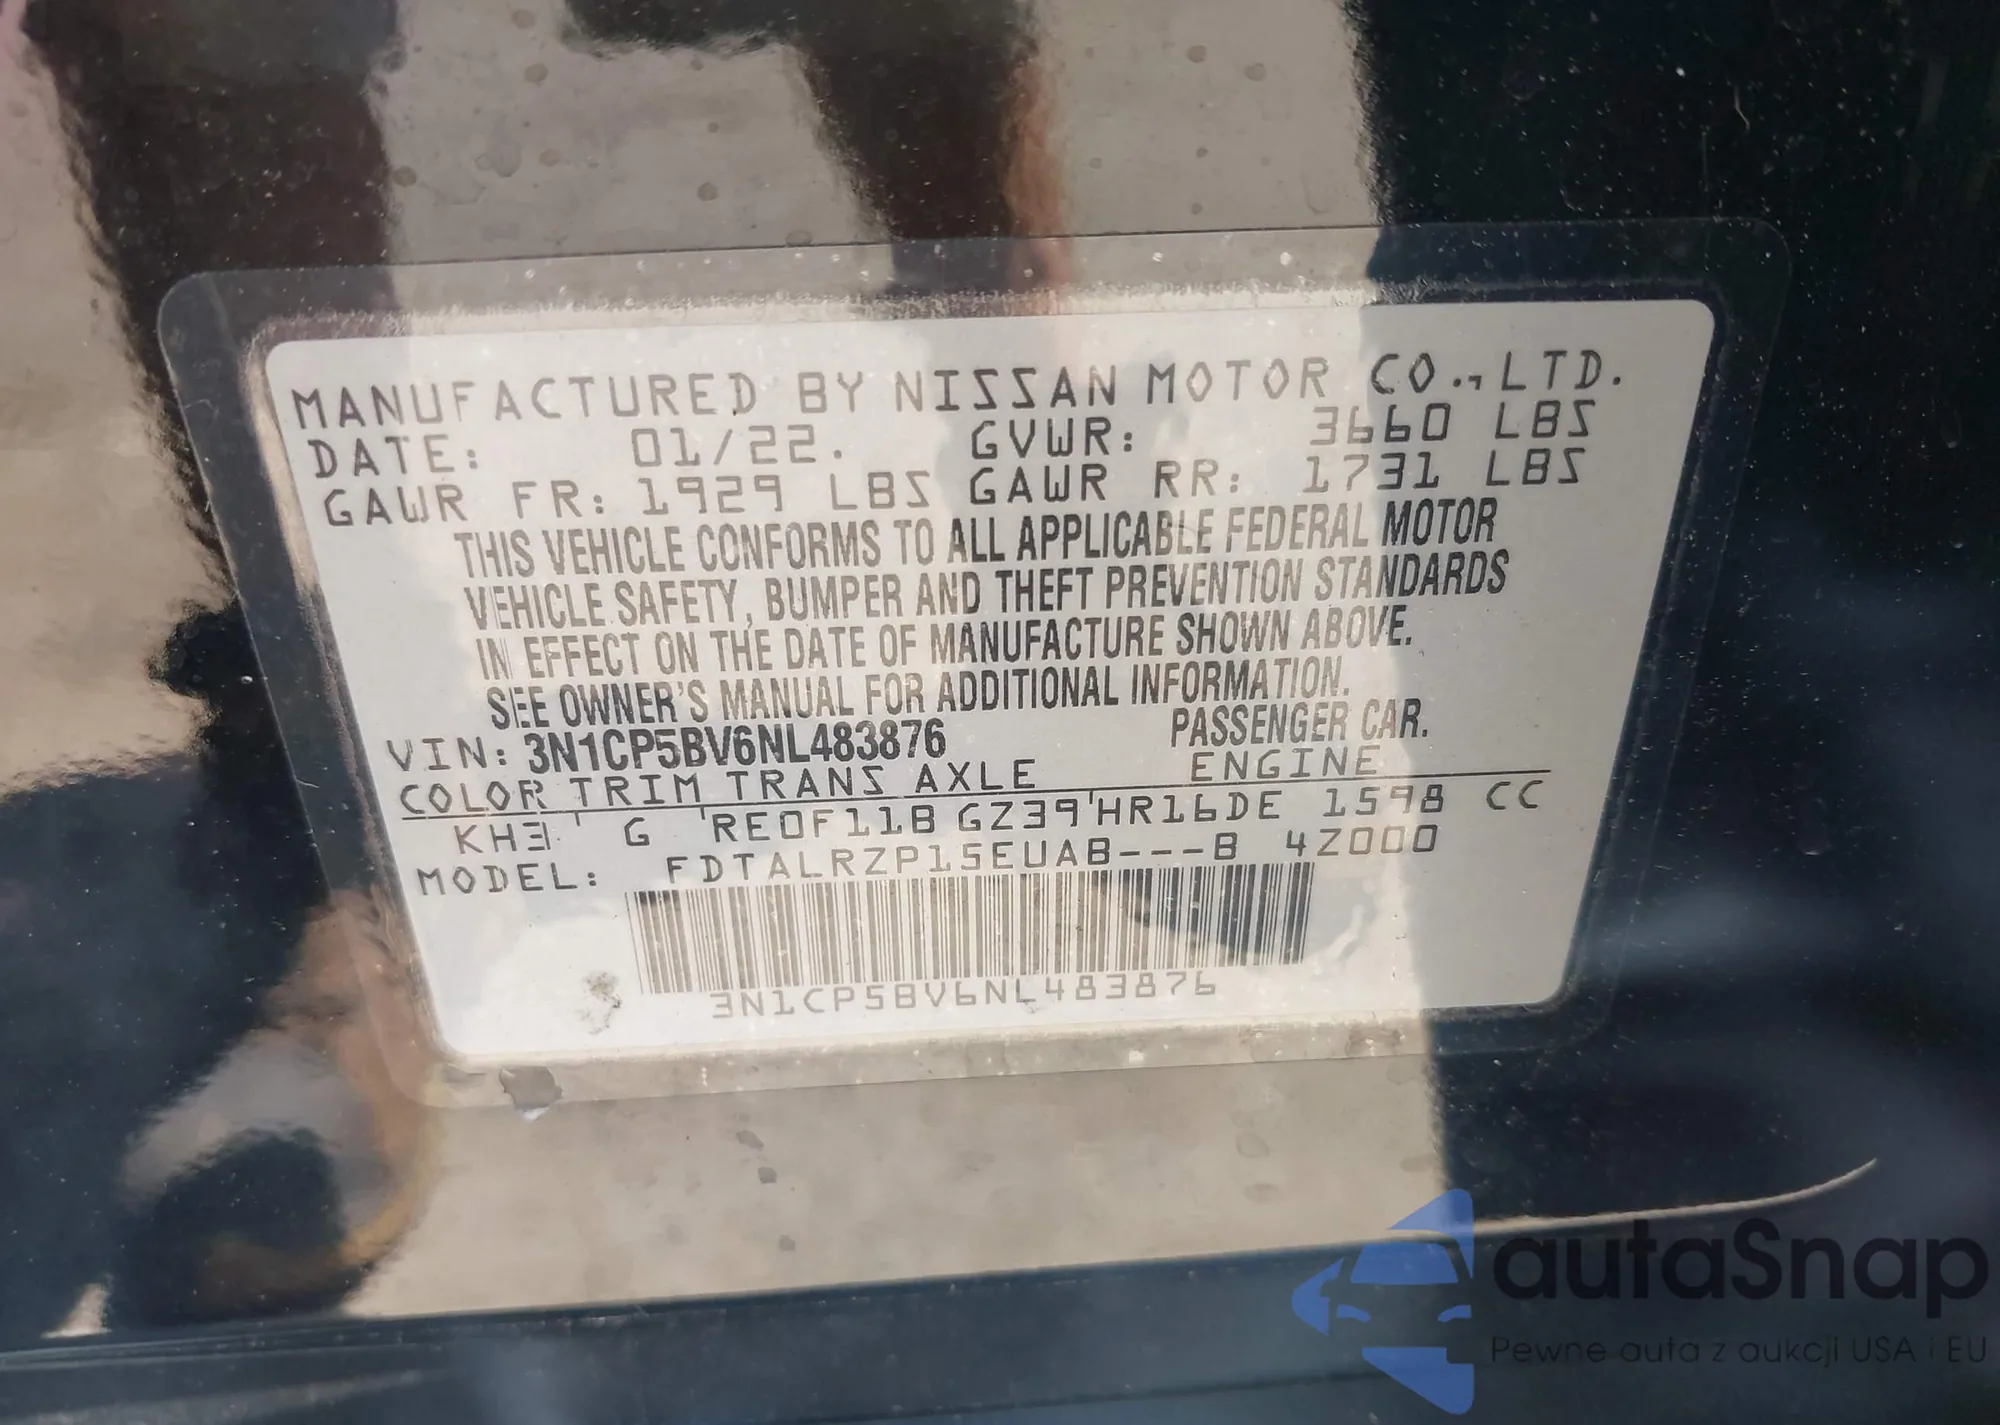 MANUFACTURED BY NISSAN MOTOR CO., LTD.
DATE: 01/22. GVWR: 3660 LBS
GAWR FR: 1929 LBS GAWR RR: 1731 LBS
THIS VEHICLE CONFORMS TO ALL APPLICABLE FEDERAL MOTOR
VEHICLE SAFETY, BUMPER AND THEFT PREVENTION STANDARDS
IN EFFECT ON THE DATE OF MANUFACTURE SHOWN ABOVE.
SEE OWNER'S MANUAL FOR ADDITIONAL INFORMATION.
VIN: 3N1CP5BV6NL483876 PASSENGER CAR.
COLOR TRIM TRANS AXLE ENGINE
KH3 G RE0F11B GZ39 HR16DE 1598 CC
MODEL: FDTALRZP15EUAB---B 4Z000
3N1CP5BV6NL483876
autaSnap
Pewne auta z aukcji USA i EU